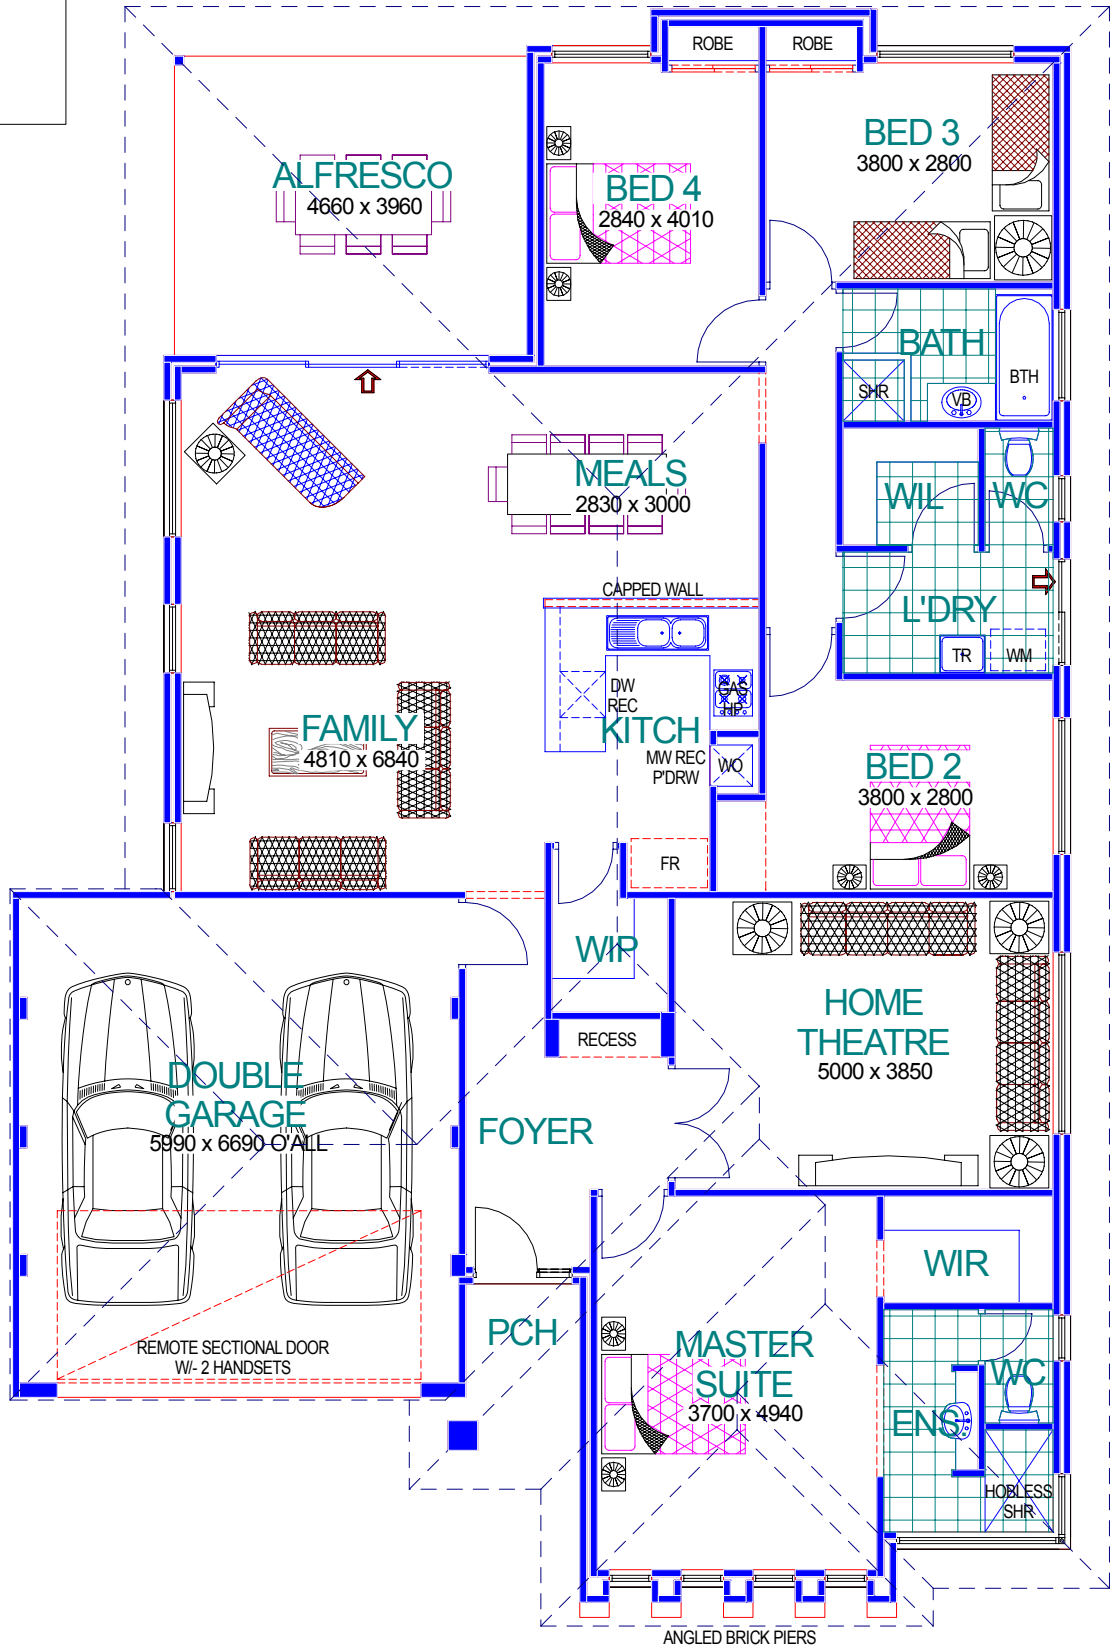 ROBE
ROBE
BED 3
3800 x 2800
ALFRESCO
4660 x 3960
BED 4
2840 x 4010
BATH
BTH
SHR
VB
MEALS
2830 x 3000
WIL
WC
CAPPED WALL
L'DRY
TR
WM
DW
REC
GAS
HP
FAMILY
4810 x 6840
KITCH
MW REC
P'DRW
WO
BED 2
3800 x 2800
FR
WIP
HOME
THEATRE
5000 x 3850
RECESS
DOUBLE
GARAGE
5990 x 6690 O'ALL
FOYER
WIR
PCH
REMOTE SECTIONAL DOOR
W/- 2 HANDSETS
MASTER
SUITE
3700 x 4940
WC
ENS
HOBLESS
SHR
ANGLED BRICK PIERS